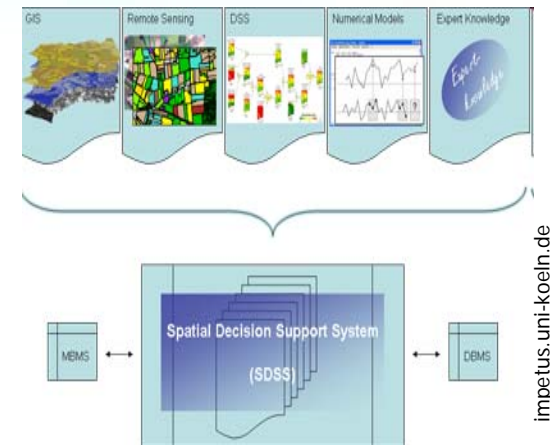 GIS
Remote Sensing
DSS
Numerical Models
Expert Knowledge
Expert-
knowledge
Spatial Decision Support System
(SDSS)
MBMS
DBMS
impetus.uni-koeln.de